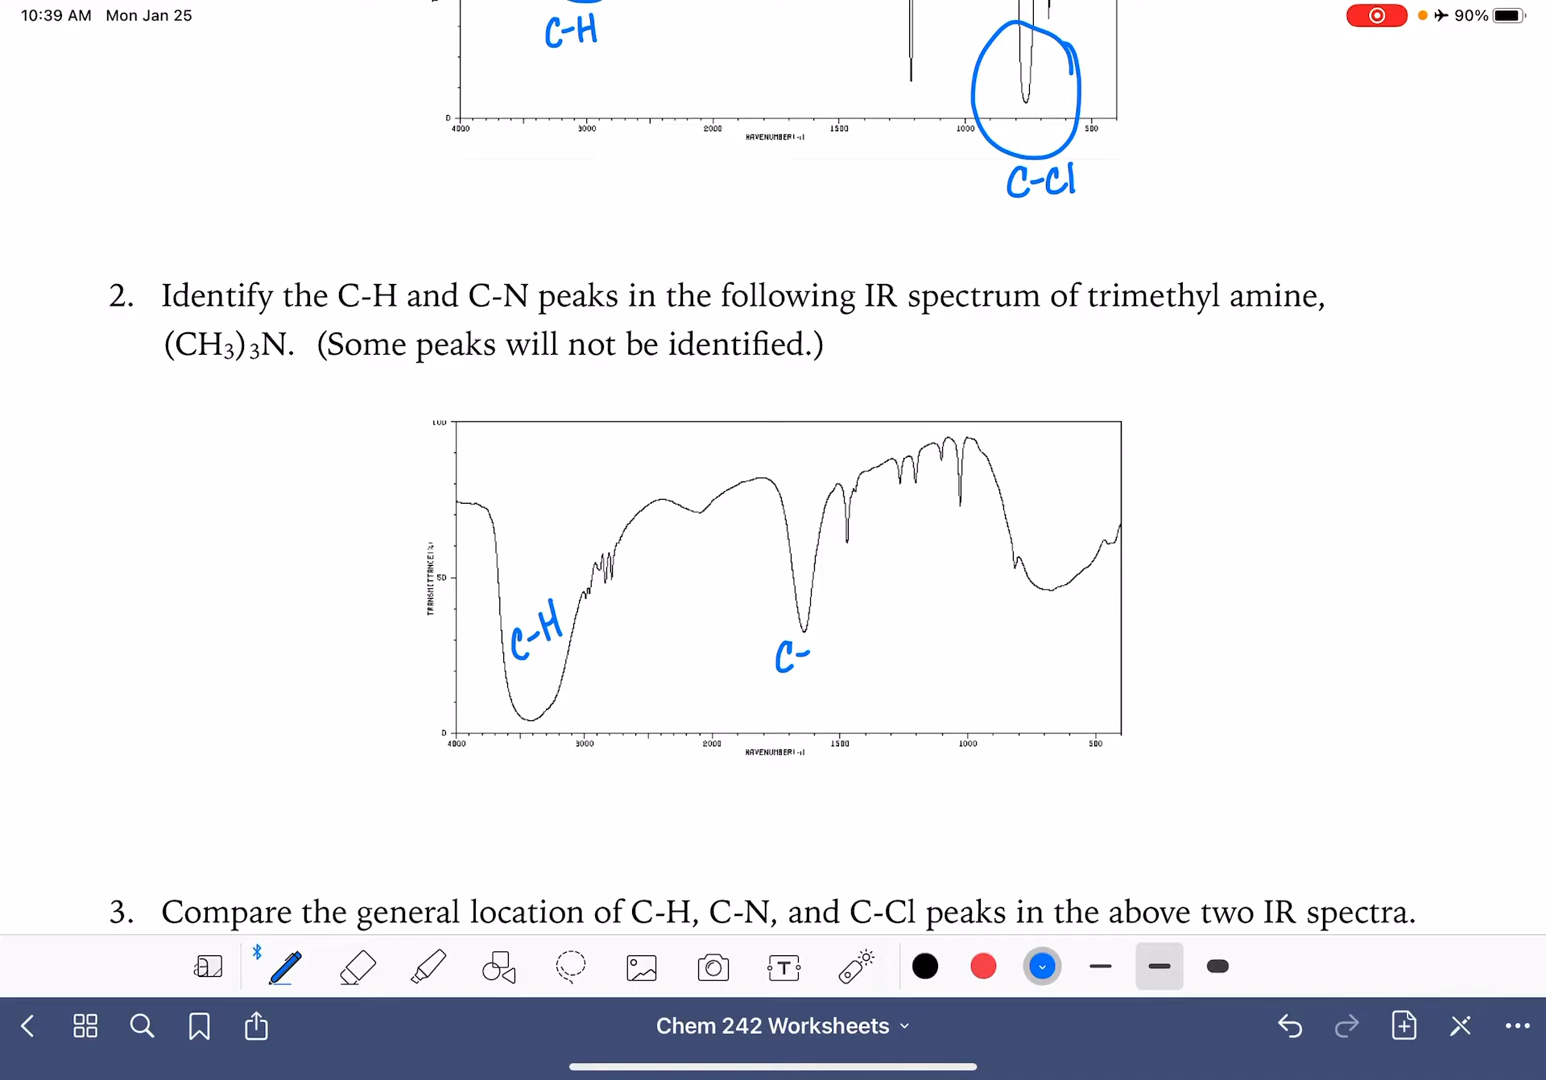 10:39 AM Mon Jan 25
90%
C-H
0
4000 3000 2000 1500 1000 500
C-Cl
2. Identify the C-H and C-N peaks in the following IR spectrum of trimethyl amine,
(CH3)3N. (Some peaks will not be identified.)
100
TRANSMITTANCE(%)
50
C-H
C-
0
4000 3000 2000 1500 1000 500
3. Compare the general location of C-H, C-N, and C-Cl peaks in the above two IR spectra.
T
Chem 242 Worksheets